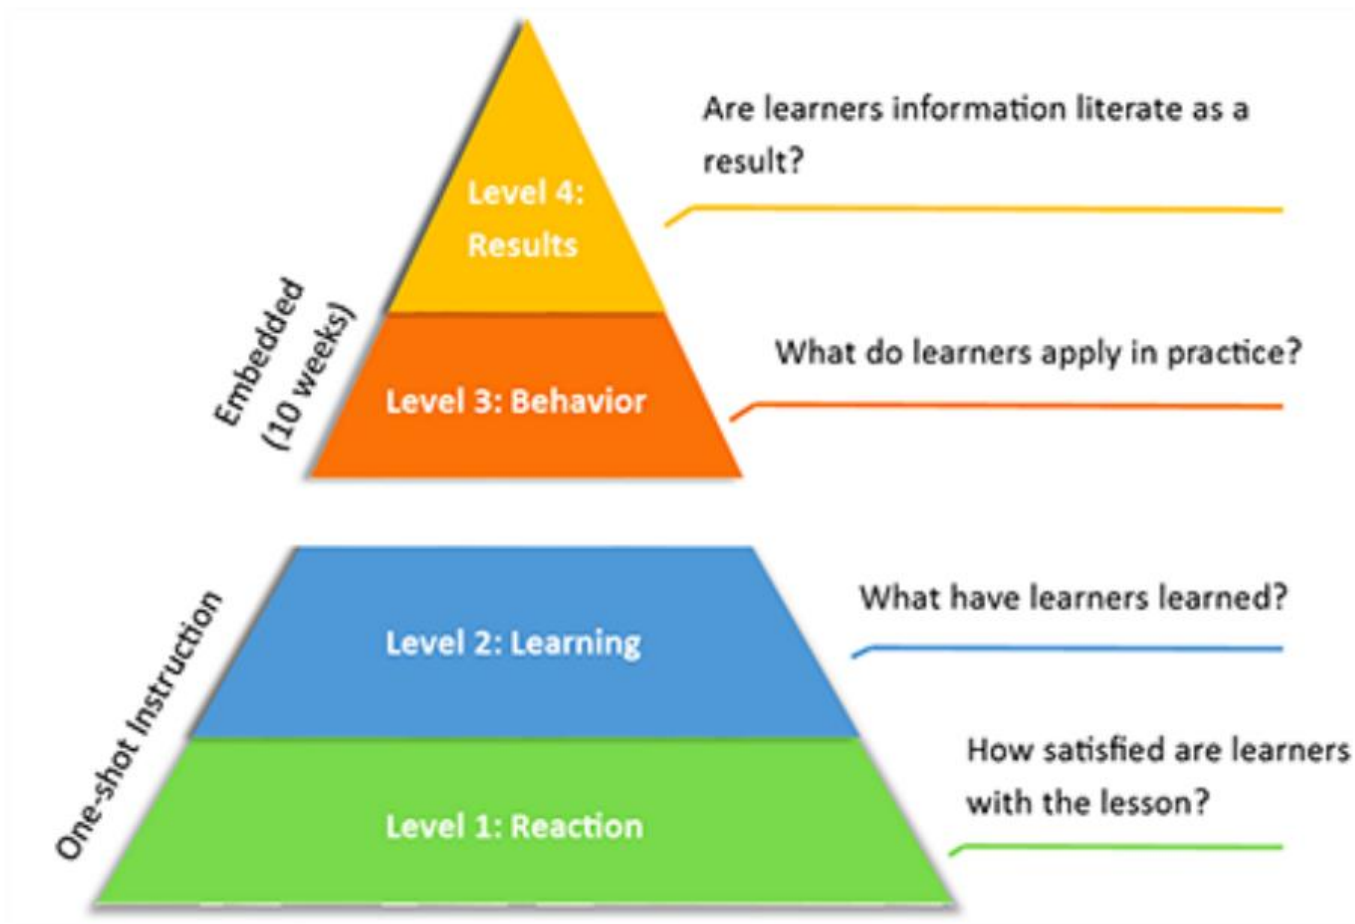 Are learners information literate as a
result?
Level 4:
Results
Embedded
(10 weeks)
What do learners apply in practice?
Level 3: Behavior
What have learners learned?
Level 2: Learning
One-shot Instruction
How satisfied are learners
with the lesson?
Level 1: Reaction